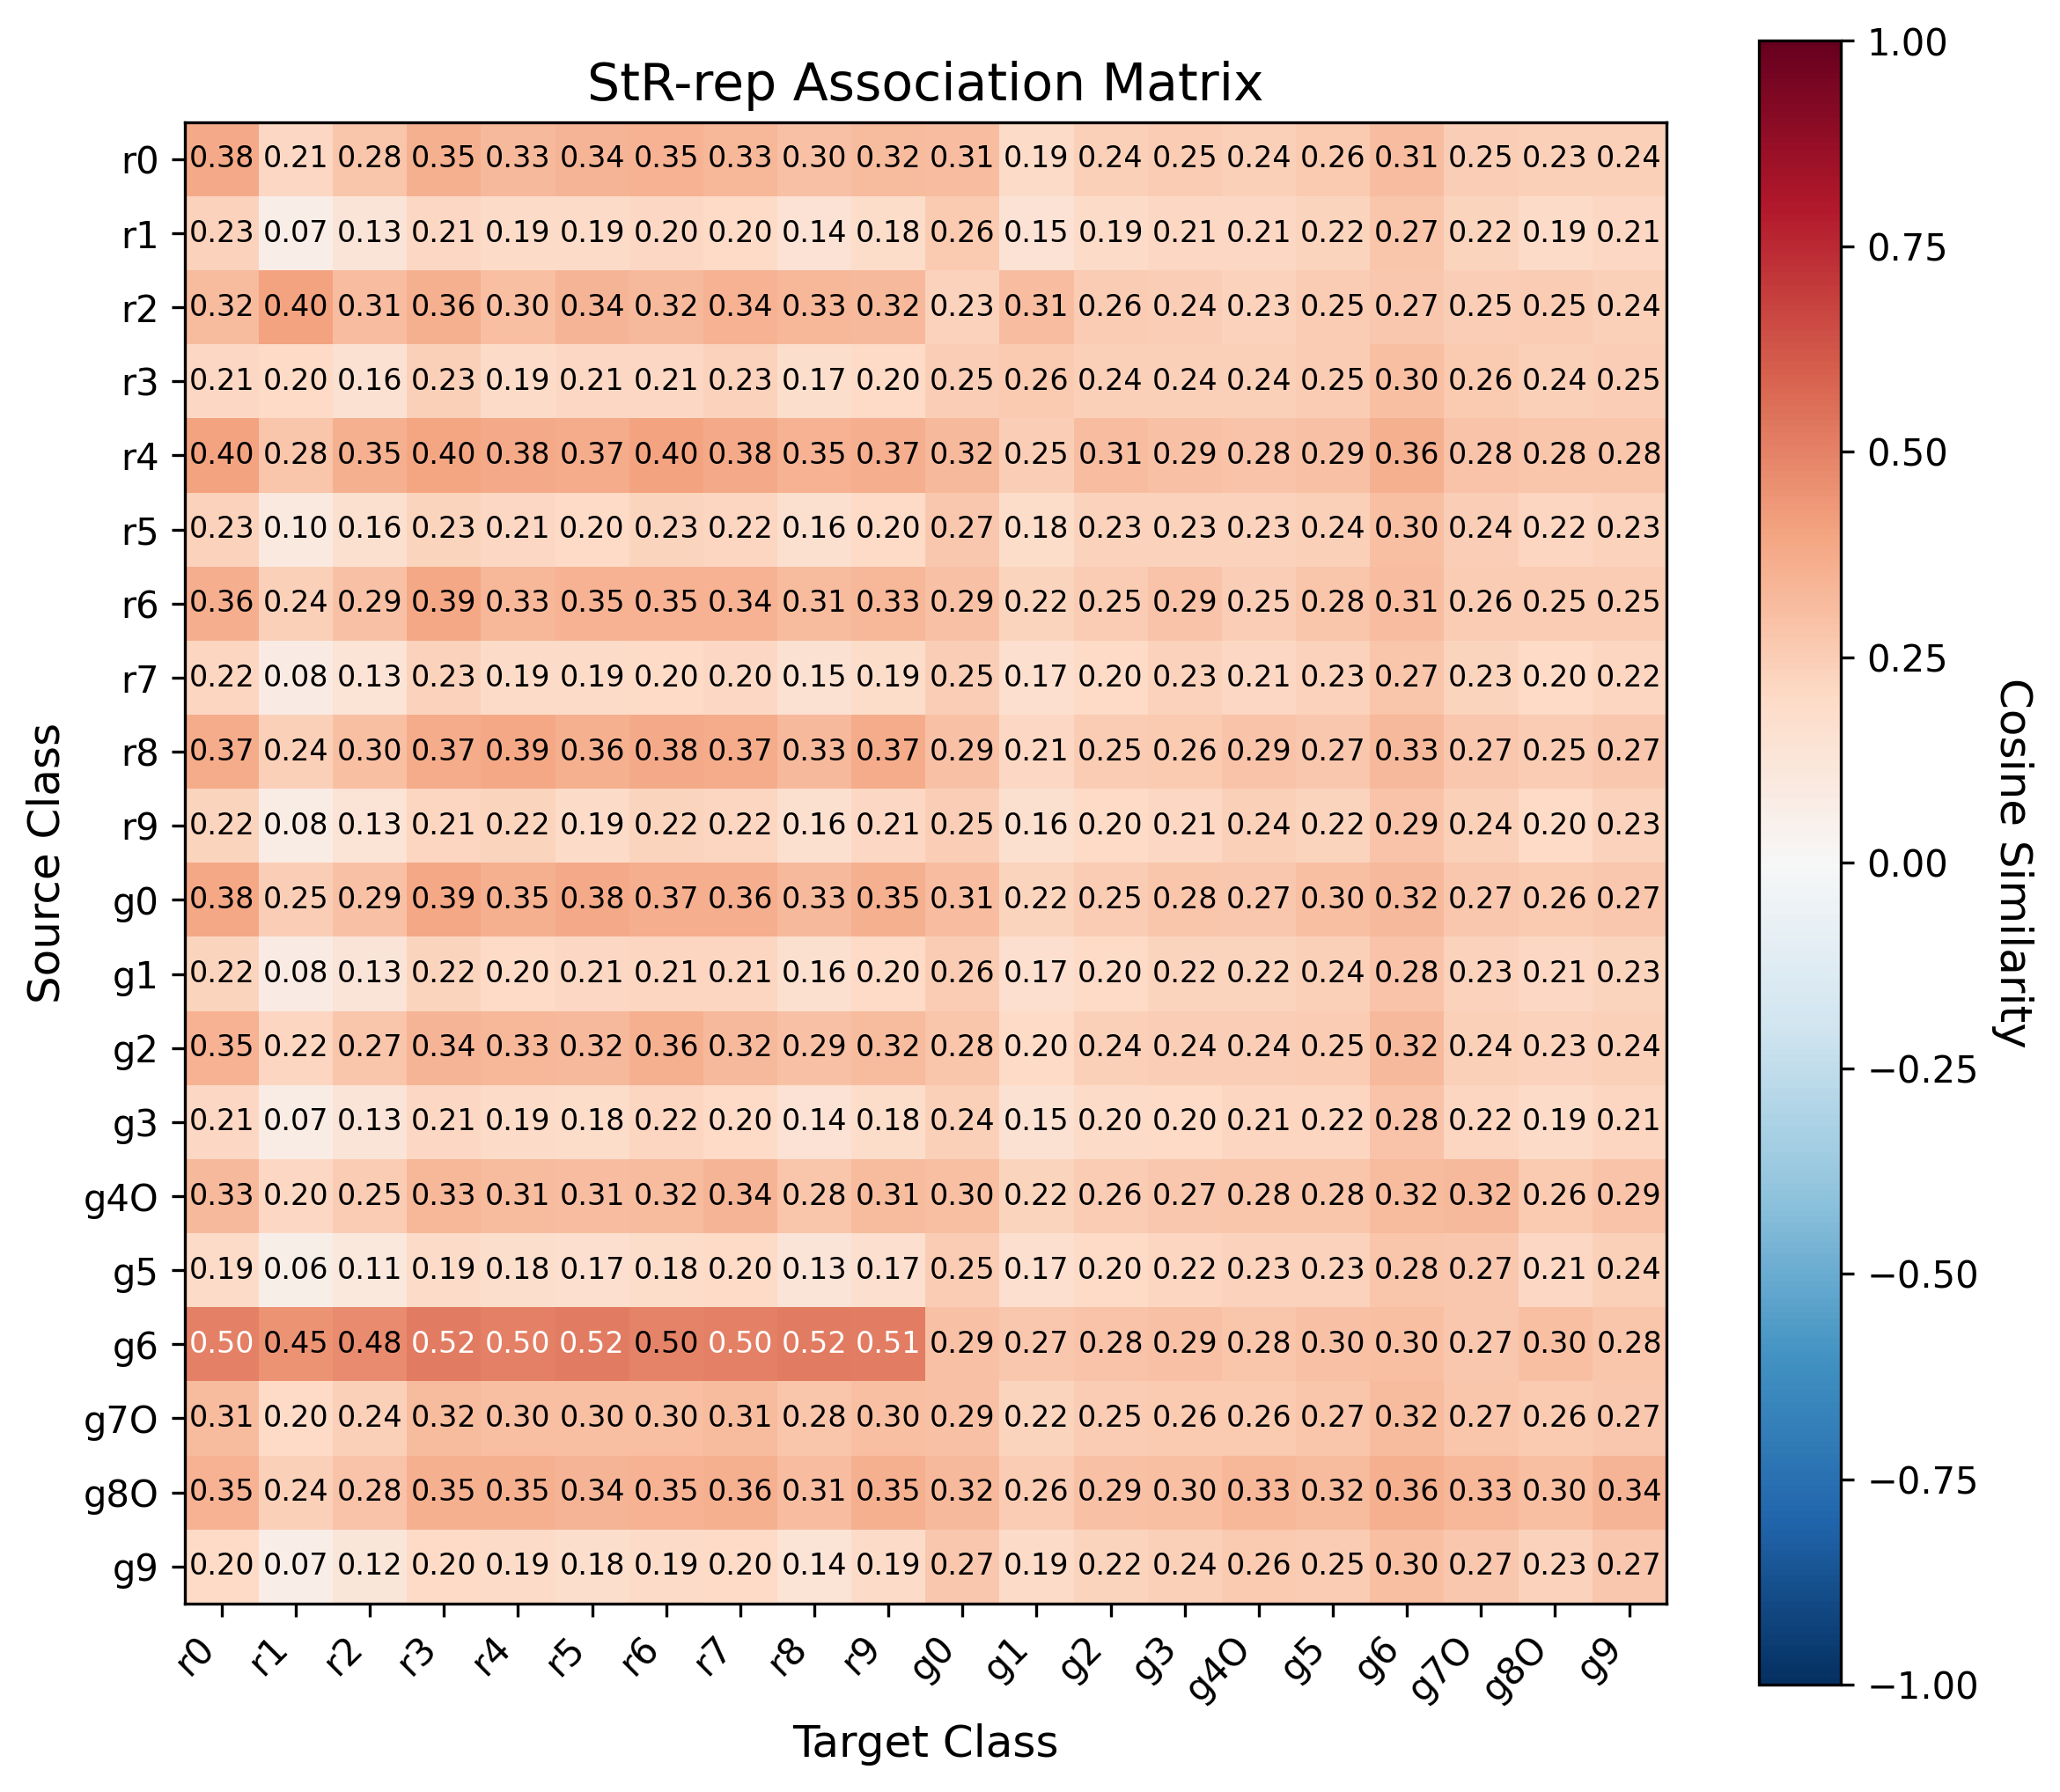 StR-rep Association Matrix
r0 0.38 0.21 0.28 0.35 0.33 0.34 0.35 0.33 0.30 0.32 0.31 0.19 0.24 0.25 0.24 0.26 0.31 0.25 0.23 0.24
r1 0.23 0.07 0.13 0.21 0.19 0.19 0.20 0.20 0.14 0.18 0.26 0.15 0.19 0.21 0.21 0.22 0.27 0.22 0.19 0.21
r2 0.32 0.40 0.31 0.36 0.30 0.34 0.32 0.34 0.33 0.32 0.23 0.31 0.26 0.24 0.23 0.25 0.27 0.25 0.25 0.24
r3 0.21 0.20 0.16 0.23 0.19 0.21 0.21 0.23 0.17 0.20 0.25 0.26 0.24 0.24 0.24 0.25 0.30 0.26 0.24 0.25
r4 0.40 0.28 0.35 0.40 0.38 0.37 0.40 0.38 0.35 0.37 0.32 0.25 0.31 0.29 0.28 0.29 0.36 0.28 0.28 0.28
r5 0.23 0.10 0.16 0.23 0.21 0.20 0.23 0.22 0.16 0.20 0.27 0.18 0.23 0.23 0.23 0.24 0.30 0.24 0.22 0.23
r6 0.36 0.24 0.29 0.39 0.33 0.35 0.35 0.34 0.31 0.33 0.29 0.22 0.25 0.29 0.25 0.28 0.31 0.26 0.25 0.25
r7 0.22 0.08 0.13 0.23 0.19 0.19 0.20 0.20 0.15 0.19 0.25 0.17 0.20 0.23 0.21 0.23 0.27 0.23 0.20 0.22
r8 0.37 0.24 0.30 0.37 0.39 0.36 0.38 0.37 0.33 0.37 0.29 0.21 0.25 0.26 0.29 0.27 0.33 0.27 0.25 0.27
r9 0.22 0.08 0.13 0.21 0.22 0.19 0.22 0.22 0.16 0.21 0.25 0.16 0.20 0.21 0.24 0.22 0.29 0.24 0.20 0.23
g0 0.38 0.25 0.29 0.39 0.35 0.38 0.37 0.36 0.33 0.35 0.31 0.22 0.25 0.28 0.27 0.30 0.32 0.27 0.26 0.27
g1 0.22 0.08 0.13 0.22 0.20 0.21 0.21 0.21 0.16 0.20 0.26 0.17 0.20 0.22 0.22 0.24 0.28 0.23 0.21 0.23
g2 0.35 0.22 0.27 0.34 0.33 0.32 0.36 0.32 0.29 0.32 0.28 0.20 0.24 0.24 0.24 0.25 0.32 0.24 0.23 0.24
g3 0.21 0.07 0.13 0.21 0.19 0.18 0.22 0.20 0.14 0.18 0.24 0.15 0.20 0.20 0.21 0.22 0.28 0.22 0.19 0.21
g4O 0.33 0.20 0.25 0.33 0.31 0.31 0.32 0.34 0.28 0.31 0.30 0.22 0.26 0.27 0.28 0.28 0.32 0.32 0.26 0.29
g5 0.19 0.06 0.11 0.19 0.18 0.17 0.18 0.20 0.13 0.17 0.25 0.17 0.20 0.22 0.23 0.23 0.28 0.27 0.21 0.24
g6 0.50 0.45 0.48 0.52 0.50 0.52 0.50 0.50 0.52 0.51 0.29 0.27 0.28 0.29 0.28 0.30 0.30 0.27 0.30 0.28
g7O 0.31 0.20 0.24 0.32 0.30 0.30 0.30 0.31 0.28 0.30 0.29 0.22 0.25 0.26 0.26 0.27 0.32 0.27 0.26 0.27
g8O 0.35 0.24 0.28 0.35 0.35 0.34 0.35 0.36 0.31 0.35 0.32 0.26 0.29 0.30 0.33 0.32 0.36 0.33 0.30 0.34
g9 0.20 0.07 0.12 0.20 0.19 0.18 0.19 0.20 0.14 0.19 0.27 0.19 0.22 0.24 0.26 0.25 0.30 0.27 0.23 0.27
r0 r1 r2 r3 r4 r5 r6 r7 r8 r9 g0 g1 g2 g3 g4O g5 g6 g7O g8O g9
Target Class
Source Class
1.00
0.75
0.50
0.25
0.00
−0.25
−0.50
−0.75
−1.00
Cosine Similarity